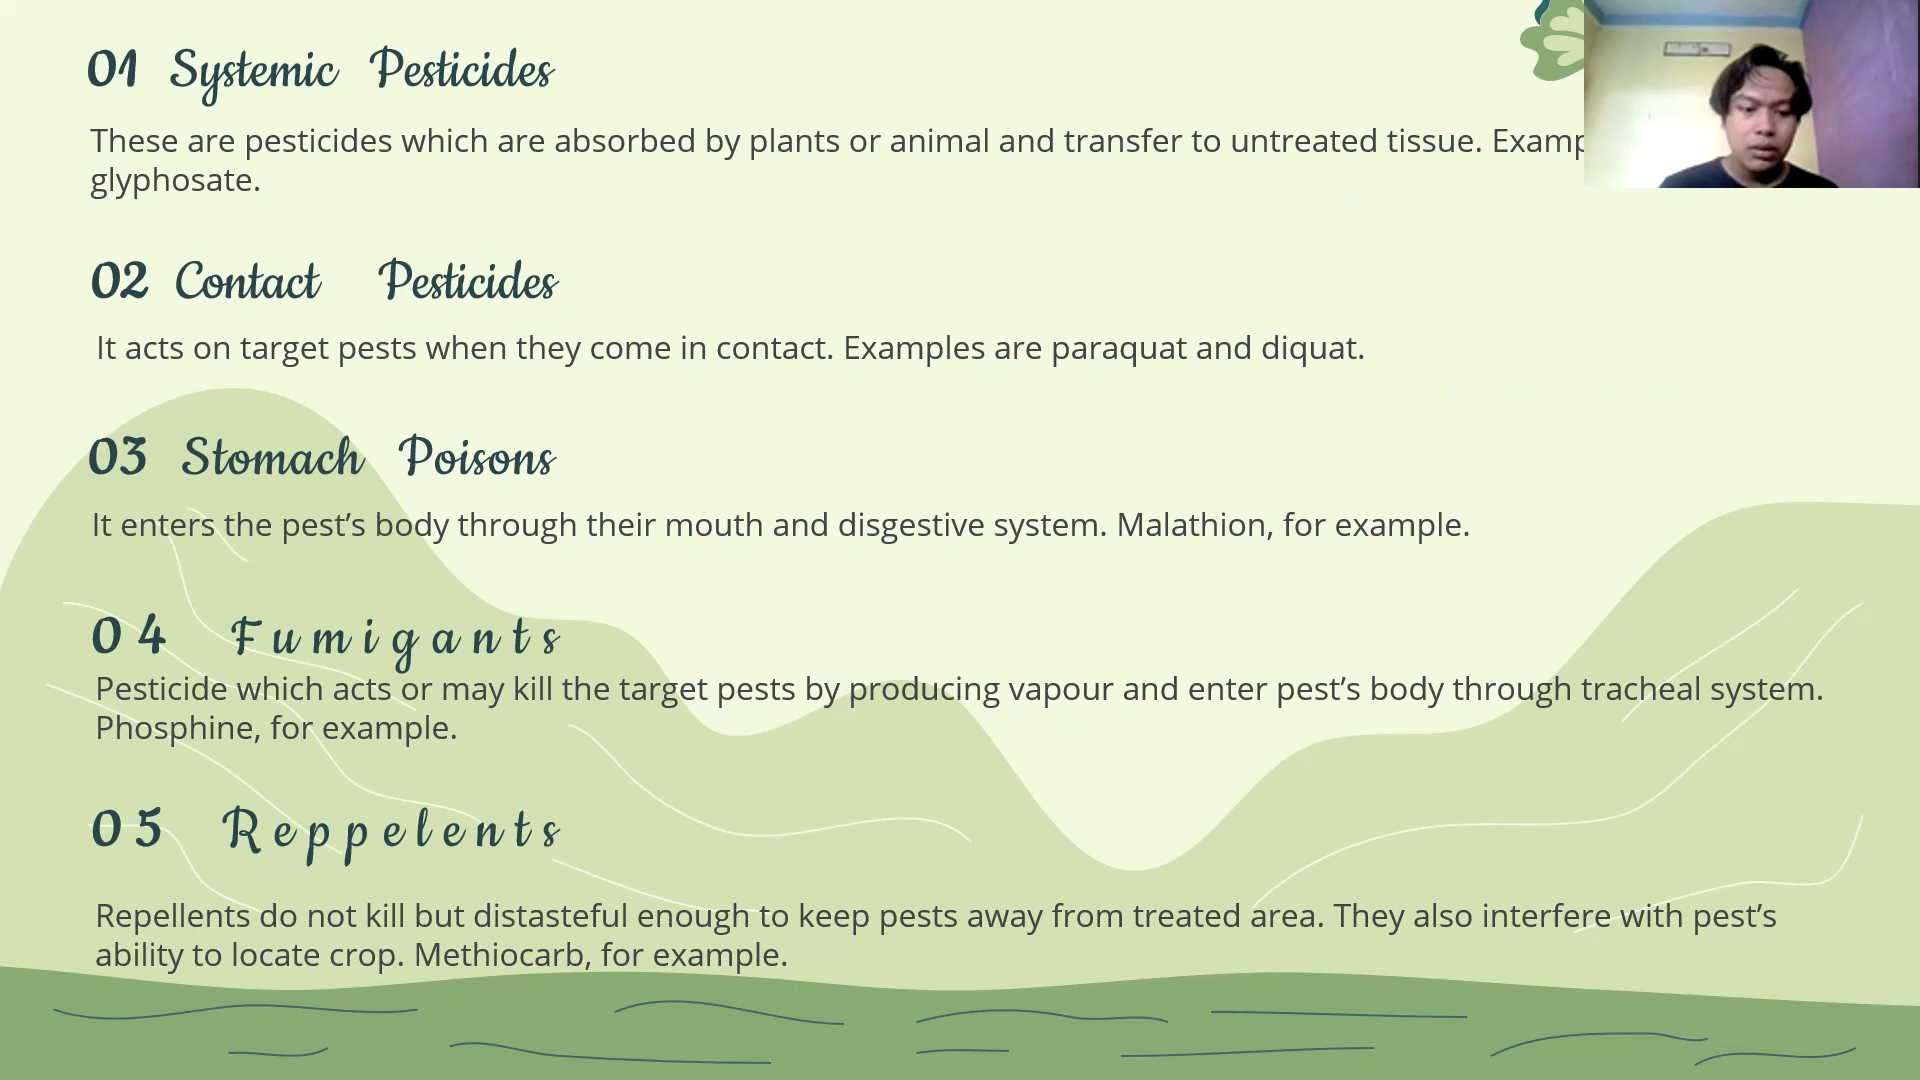 01 Systemic Pesticides
These are pesticides which are absorbed by plants or animal and transfer to untreated tissue.
glyphosate.
02 Contact Pesticides
It acts on target pests when they come in contact. Examples are paraquat and diquat.
03 Stomach Poisons
It enters the pest’s body through their mouth and disgestive system. Malathion, for example.
04 Fumigants
Pesticide which acts or may kill the target pests by producing vapour and enter pest’s body through tracheal system.
Phosphine, for example.
05 Reppelents
Repellents do not kill but distasteful enough to keep pests away from treated area. They also interfere with pest’s
ability to locate crop. Methiocarb, for example.